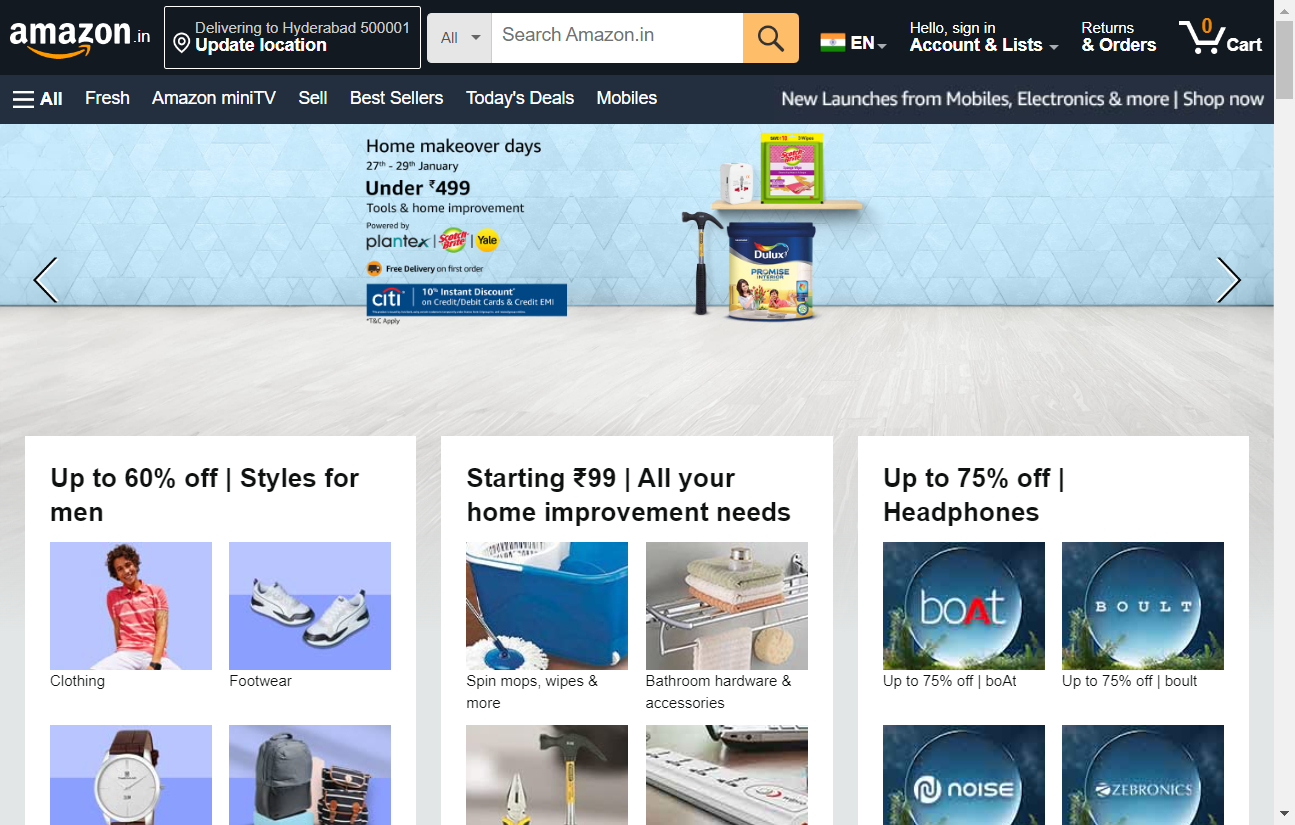 amazon.in
Delivering to Hyderabad 500001
Update location
All
Search Amazon.in
EN
Hello, sign in
Account & Lists
Returns
& Orders
0
Cart
All
Fresh
Amazon miniTV
Sell
Best Sellers
Today's Deals
Mobiles
New Launches from Mobiles, Electronics & more | Shop now
Home makeover days
27th - 29th January
Under ₹499
Tools & home improvement
Powered by
plantex | Scotch Brite | Yale
Free Delivery on first order
citi
10% Instant Discount*
on Credit/Debit Cards & Credit EMI
*T&C Apply
Scotch Brite
Dulux
PROMISE
INTERIOR
Up to 60% off | Styles for
men
Clothing
Footwear
Starting ₹99 | All your
home improvement needs
Spin mops, wipes &
more
Bathroom hardware &
accessories
wipro
Up to 75% off |
Headphones
boAt
BOULT
Up to 75% off | boAt
Up to 75% off | boult
noise
ZEBRONICS